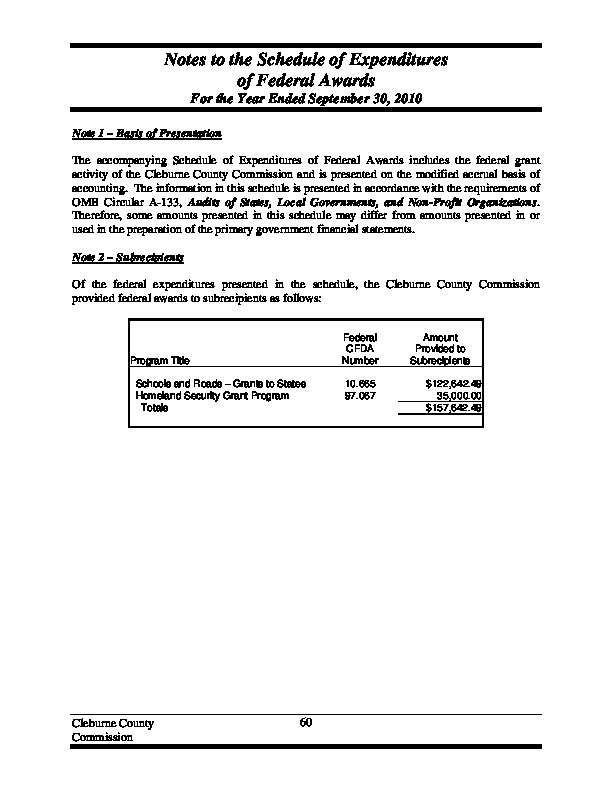 Notes to the Schedule of Expenditures
of Federal Awards
For the Year Ended September 30, 2010
Note 1 – Basis of Presentation
The accompanying Schedule of Expenditures of Federal Awards includes the federal grant
activity of the Cleburne County Commission and is presented on the modified accrual basis of
accounting. The information in this schedule is presented in accordance with the requirements of
OMB Circular A-133, Audits of States, Local Governments, and Non-Profit Organizations.
Therefore, some amounts presented in this schedule may differ from amounts presented in or
used in the preparation of the primary government financial statements.
Note 2 – Subrecipients
Of the federal expenditures presented in the schedule, the Cleburne County Commission
provided federal awards to subrecipients as follows:
Federal Amount
CFDA Provided to
Program Title Number Subrecipients
Schools and Roads – Grants to States 10.665 $122,642.49
Homeland Security Grant Program 97.067 35,000.00
Totals $157,642.49
Cleburne County 60
Commission